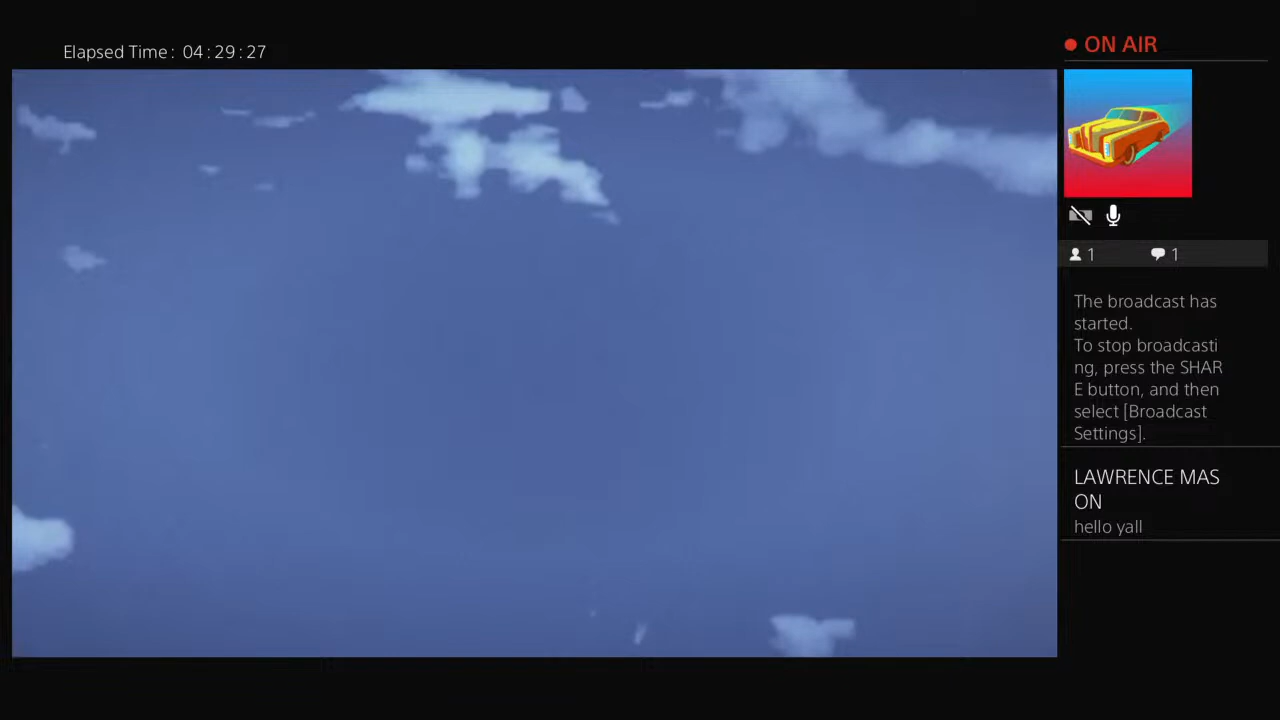 Elapsed Time: 04:29:27
ON AIR
1 1
The broadcast has
started.
To stop broadcasti
ng, press the SHAR
E button, and then
select [Broadcast
Settings].
LAWRENCE MAS
ON
hello yall